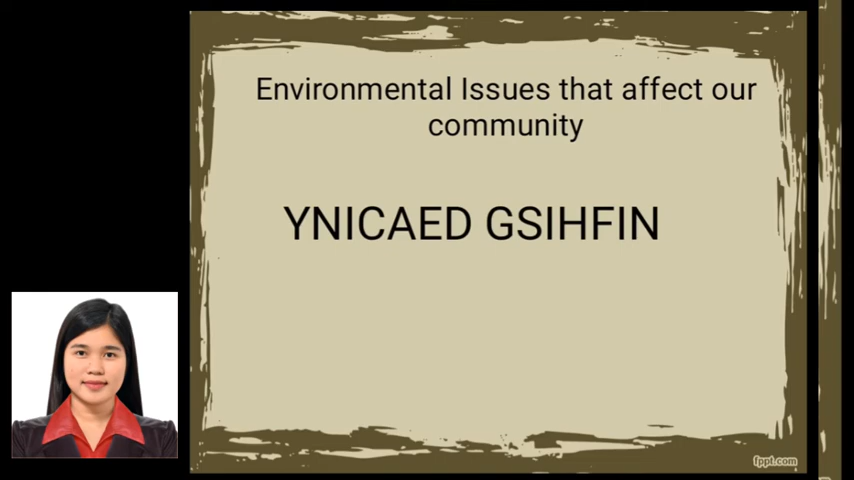 Environmental Issues that affect our
community
YNICAED GSIHFIN
fppt.com